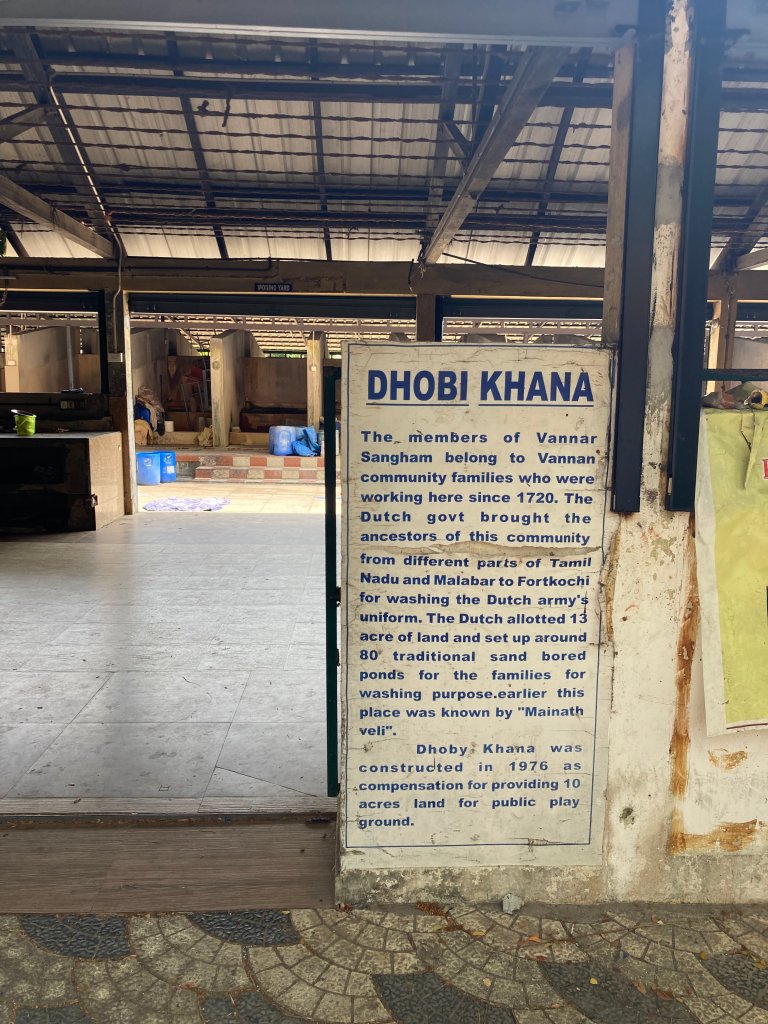 DHOBI KHANA
The members of Vannar
Sangham belong to Vannan
community families who were
working here since 1720. The
Dutch govt brought the
ancestors of this community
from different parts of Tamil
Nadu and Malabar to Fortkochi
for washing the Dutch army's
uniform. The Dutch allotted 13
acre of land and set up around
80 traditional sand bored
ponds for the families for
washing purpose.earlier this
place was known by "Mainath
veli".
Dhoby Khana was
constructed in 1976 as
compensation for providing 10
acres land for public play
ground.